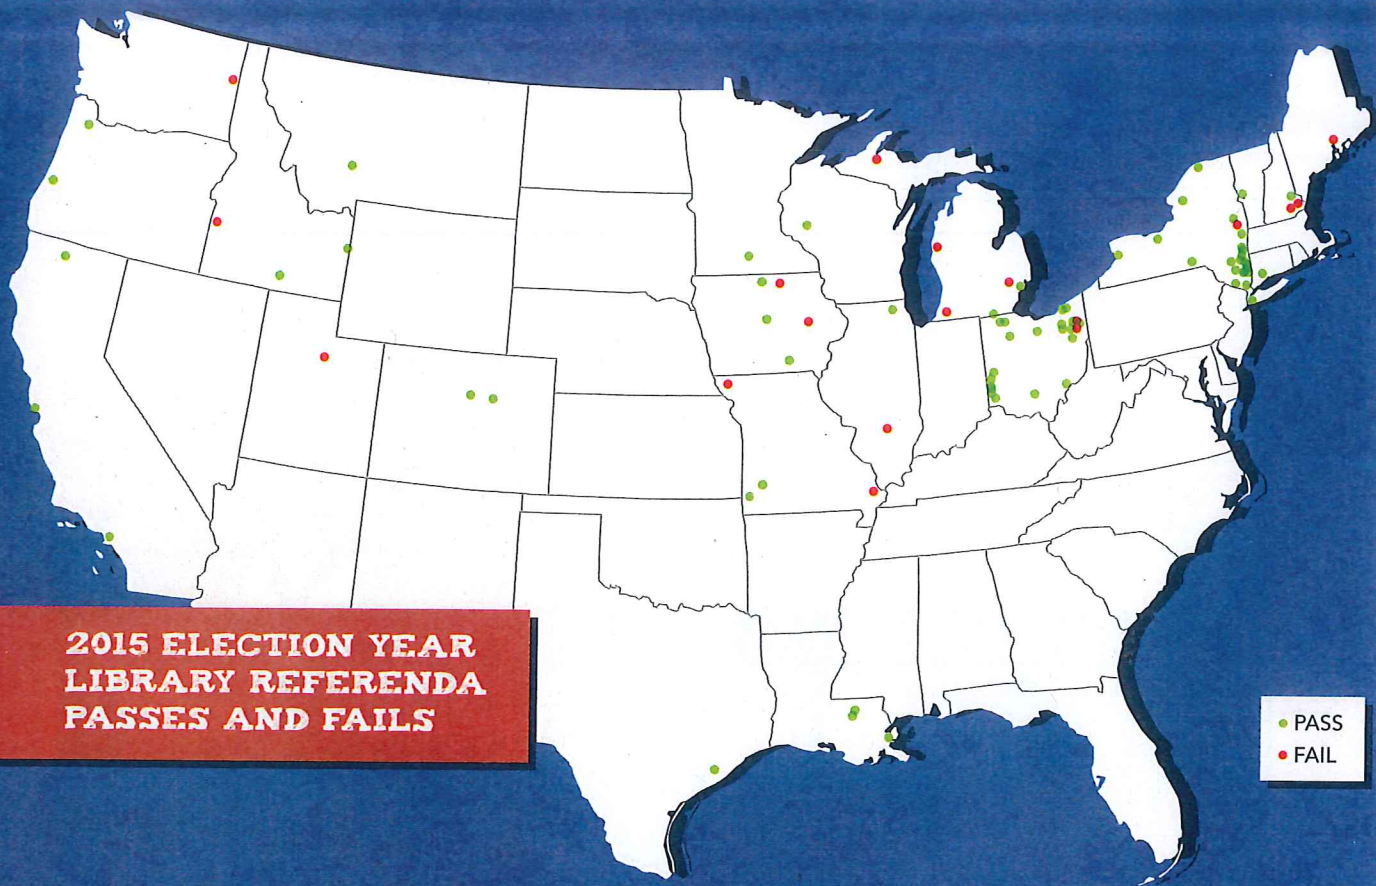 2015 ELECTION YEAR
LIBRARY REFERENDA
PASSES AND FAILS
PASS
FAIL